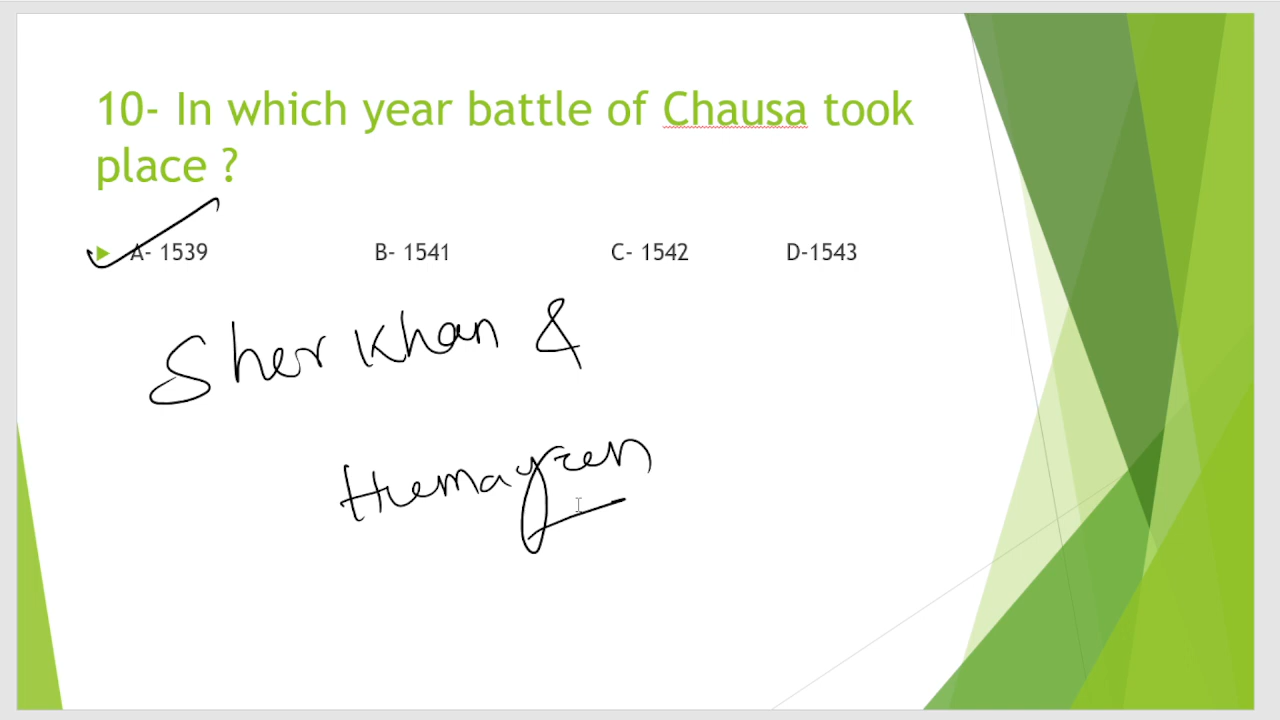 10- In which year battle of Chausa took
place ?
A- 1539 B- 1541 C- 1542 D-1543
Sher Khan &
Humayun